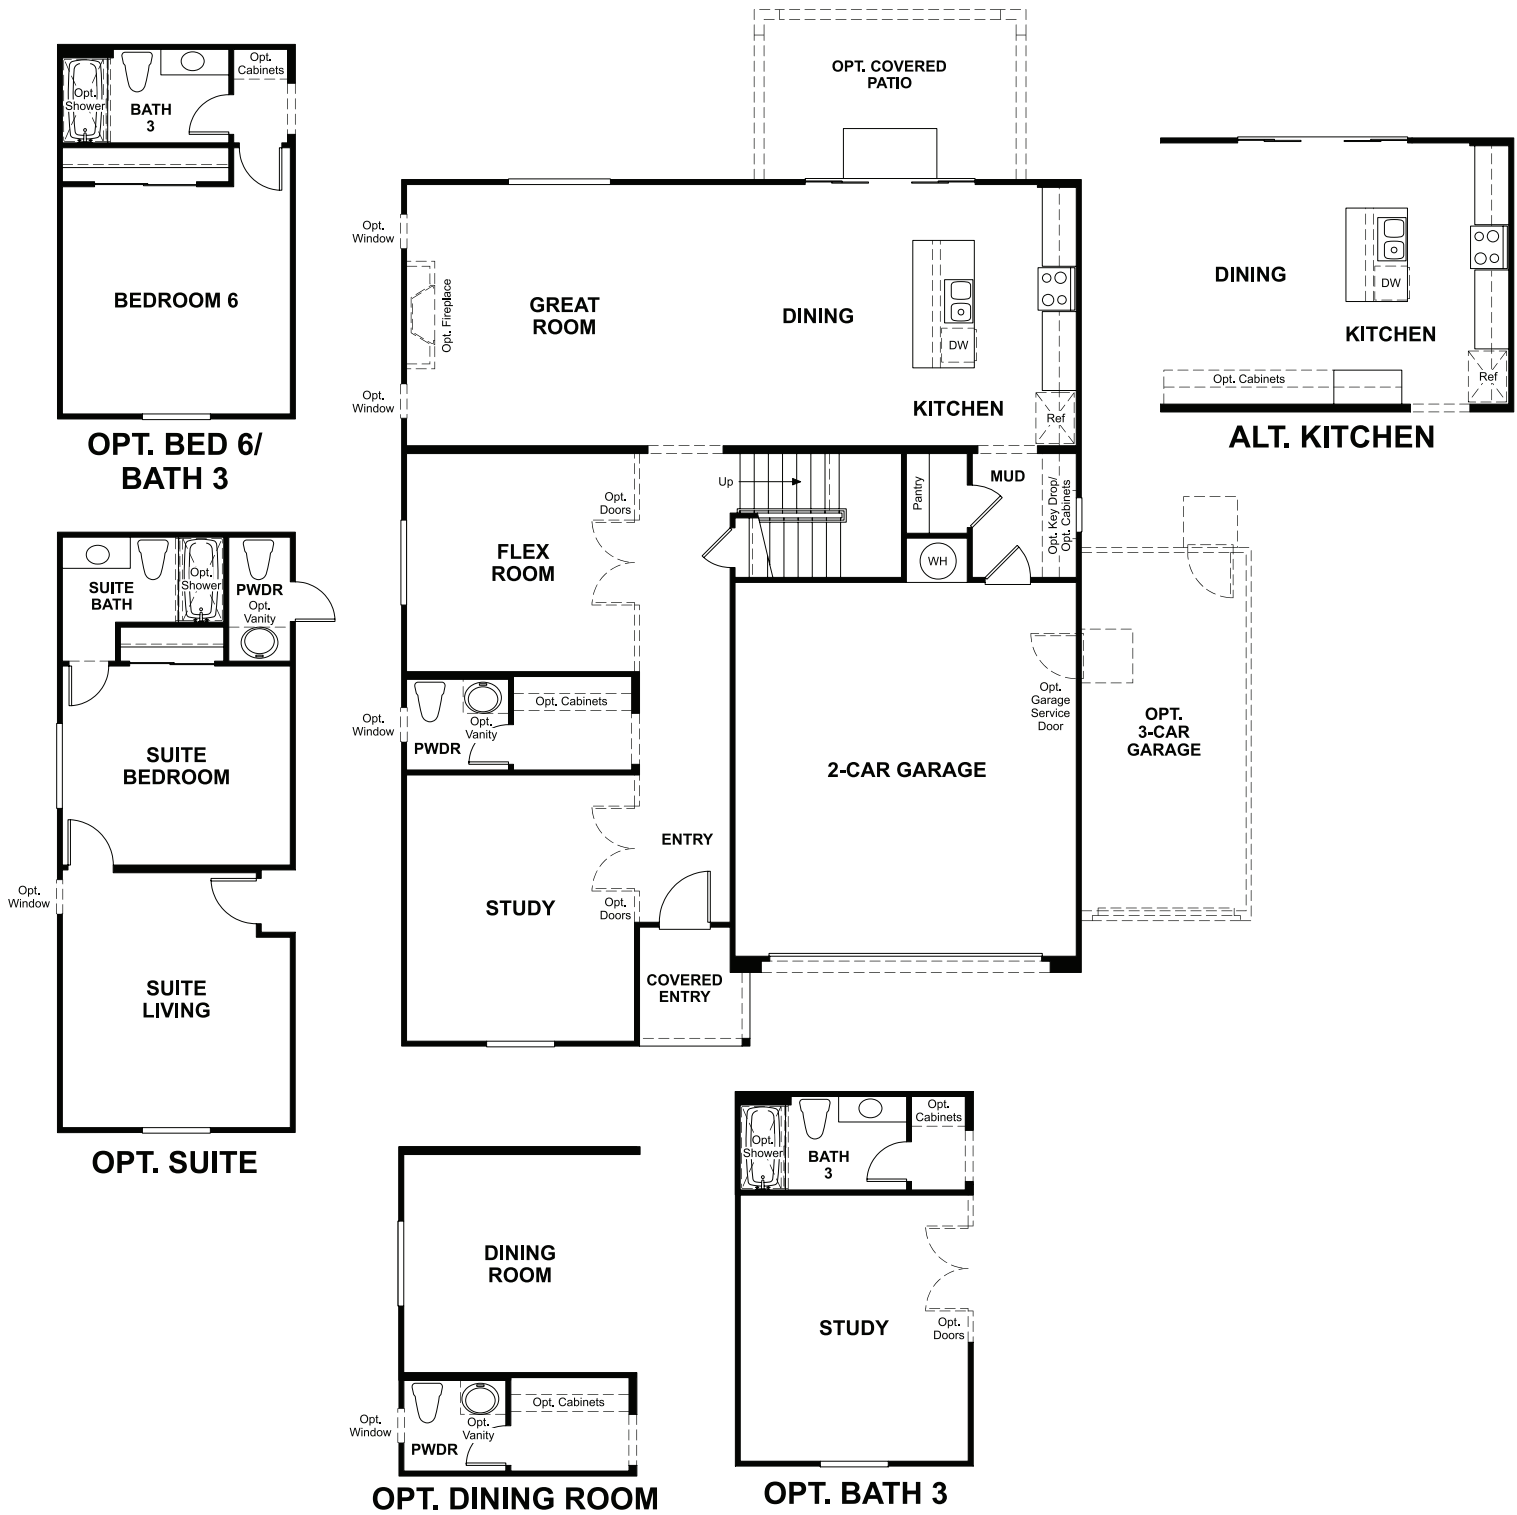 Opt.
Cabinets
Opt.
Shower
BATH
3
BEDROOM 6
OPT. BED 6/
BATH 3
OPT. COVERED
PATIO
Opt.
Window
Opt. Fireplace
Opt.
Window
GREAT
ROOM
DINING
DW
KITCHEN
Ref
DINING
DW
KITCHEN
Opt. Cabinets
Ref
ALT. KITCHEN
Opt.
Doors
FLEX
ROOM
Up
Pantry
MUD
Opt. Key Drop/
Opt. Cabinets
WH
SUITE
BATH
Opt.
Shower
PWDR
Opt.
Vanity
SUITE
BEDROOM
Opt.
Window
SUITE
LIVING
OPT. SUITE
Opt.
Window
PWDR
Opt.
Vanity
Opt. Cabinets
Opt.
Garage
Service
Door
OPT.
3-CAR
GARAGE
2-CAR GARAGE
ENTRY
STUDY
Opt.
Doors
COVERED
ENTRY
DINING
ROOM
Opt.
Window
PWDR
Opt.
Vanity
Opt. Cabinets
OPT. DINING ROOM
Opt.
Cabinets
Opt.
Shower
BATH
3
STUDY
Opt.
Doors
OPT. BATH 3